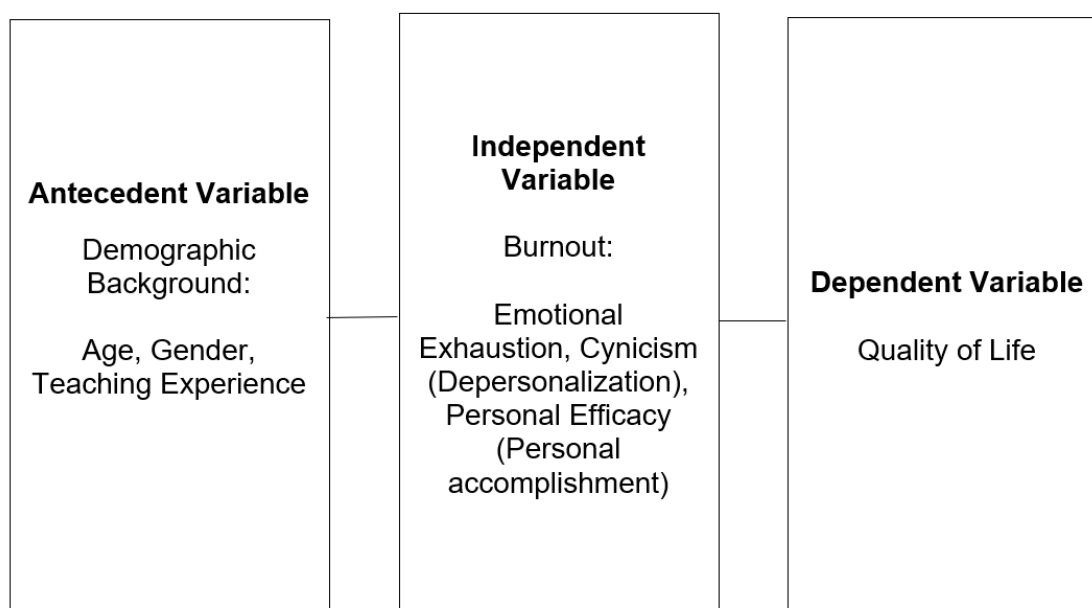 Antecedent Variable
Demographic
Background:
Age, Gender,
Teaching Experience
Independent
Variable
Burnout:
Emotional
Exhaustion, Cynicism
(Depersonalization),
Personal Efficacy
(Personal
accomplishment)
Dependent Variable
Quality of Life